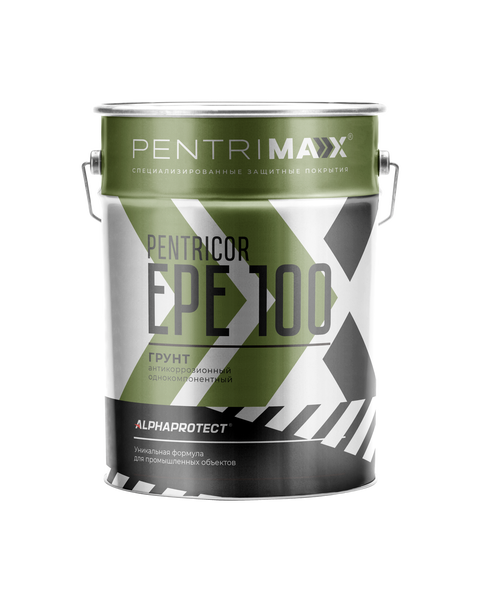 PENTRIMAX®
СПЕЦИАЛИЗИРОВАННЫЕ ЗАЩИТНЫЕ ПОКРЫТИЯ
PENTRICOR
EPE 100
ГРУНТ
антикоррозионный
однокомпонентный
ALPHAPROTECT®
Уникальная формула
для промышленных объектов